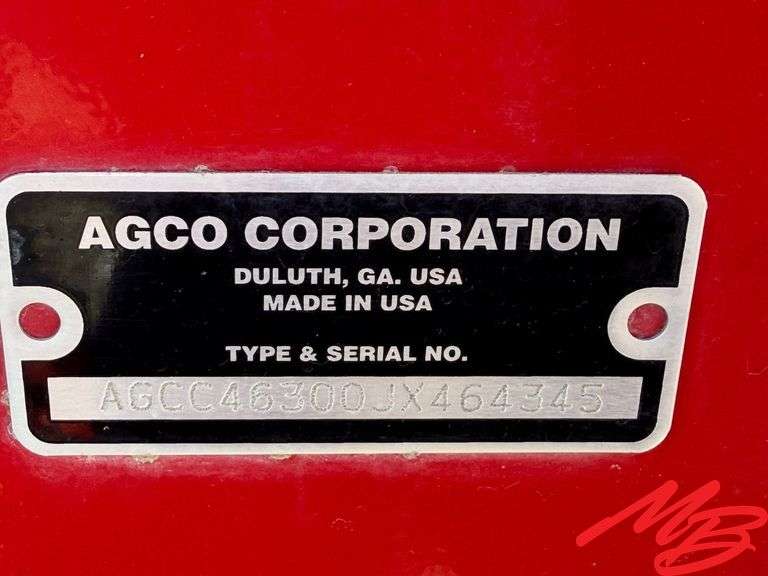 AGCO CORPORATION
DULUTH, GA. USA
MADE IN USA
TYPE & SERIAL NO.
AGCC46300JX464345
MB